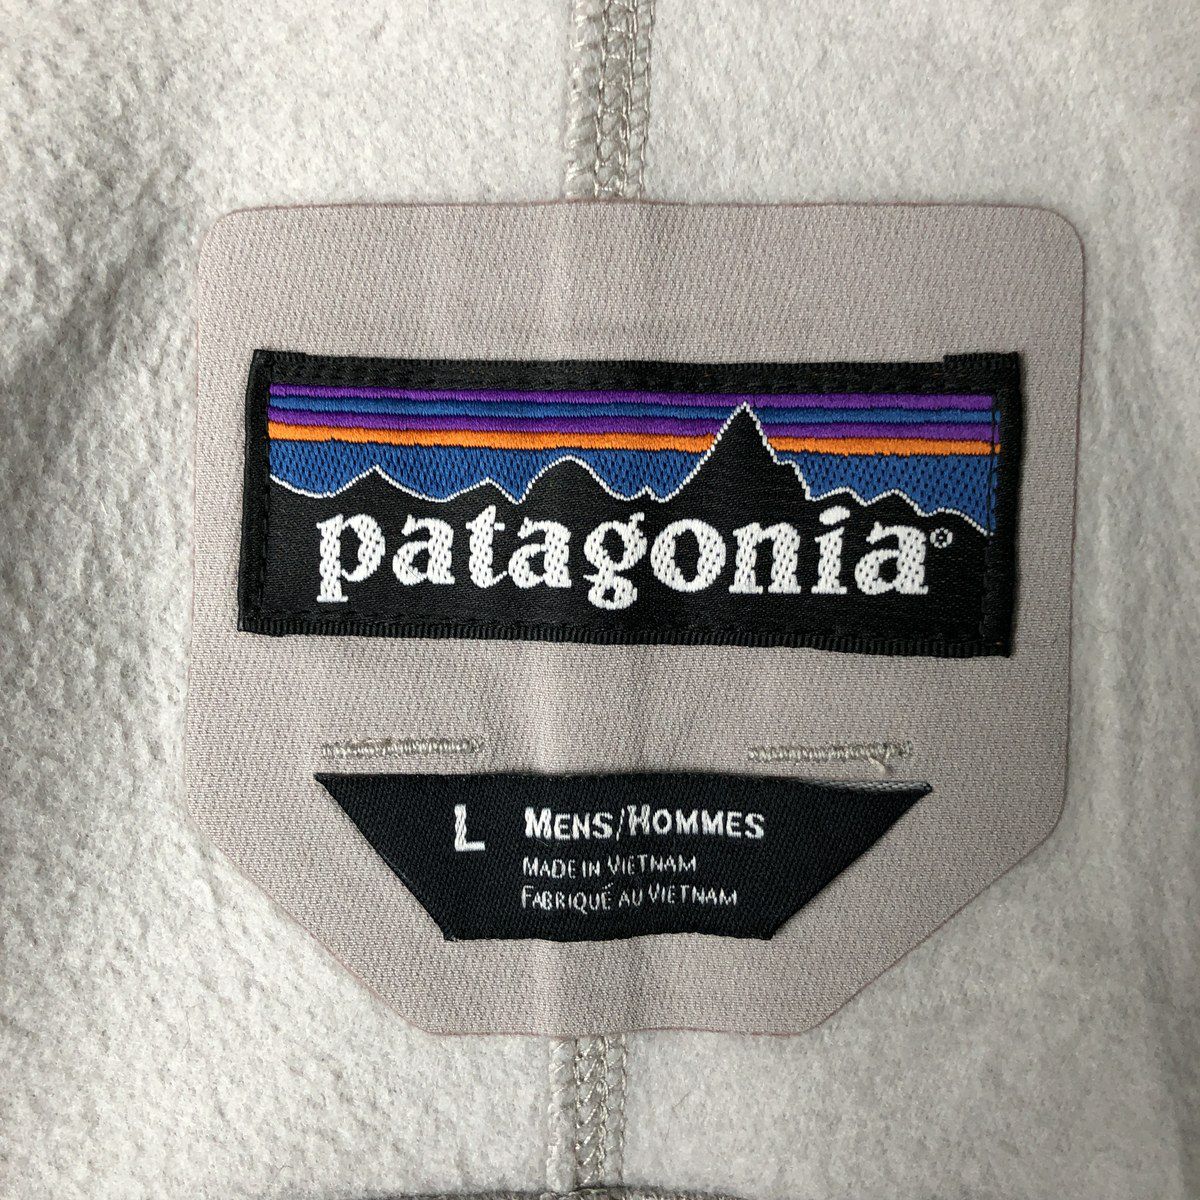 patagonia®
L MENS/HOMMES
MADE IN VIETNAM
FABRIQUÉ AU VIETNAM